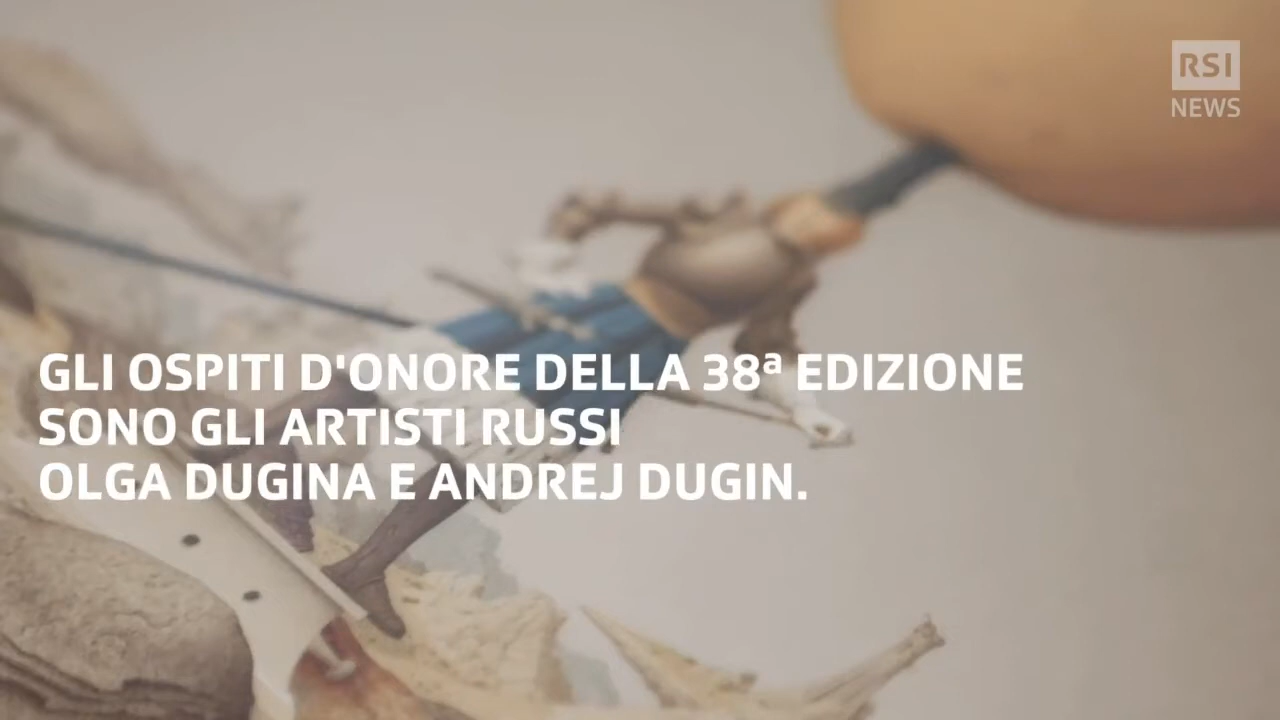 RSI
NEWS
GLI OSPITI D'ONORE DELLA 38ª EDIZIONE
SONO GLI ARTISTI RUSSI
OLGA DUGINA E ANDREJ DUGIN.